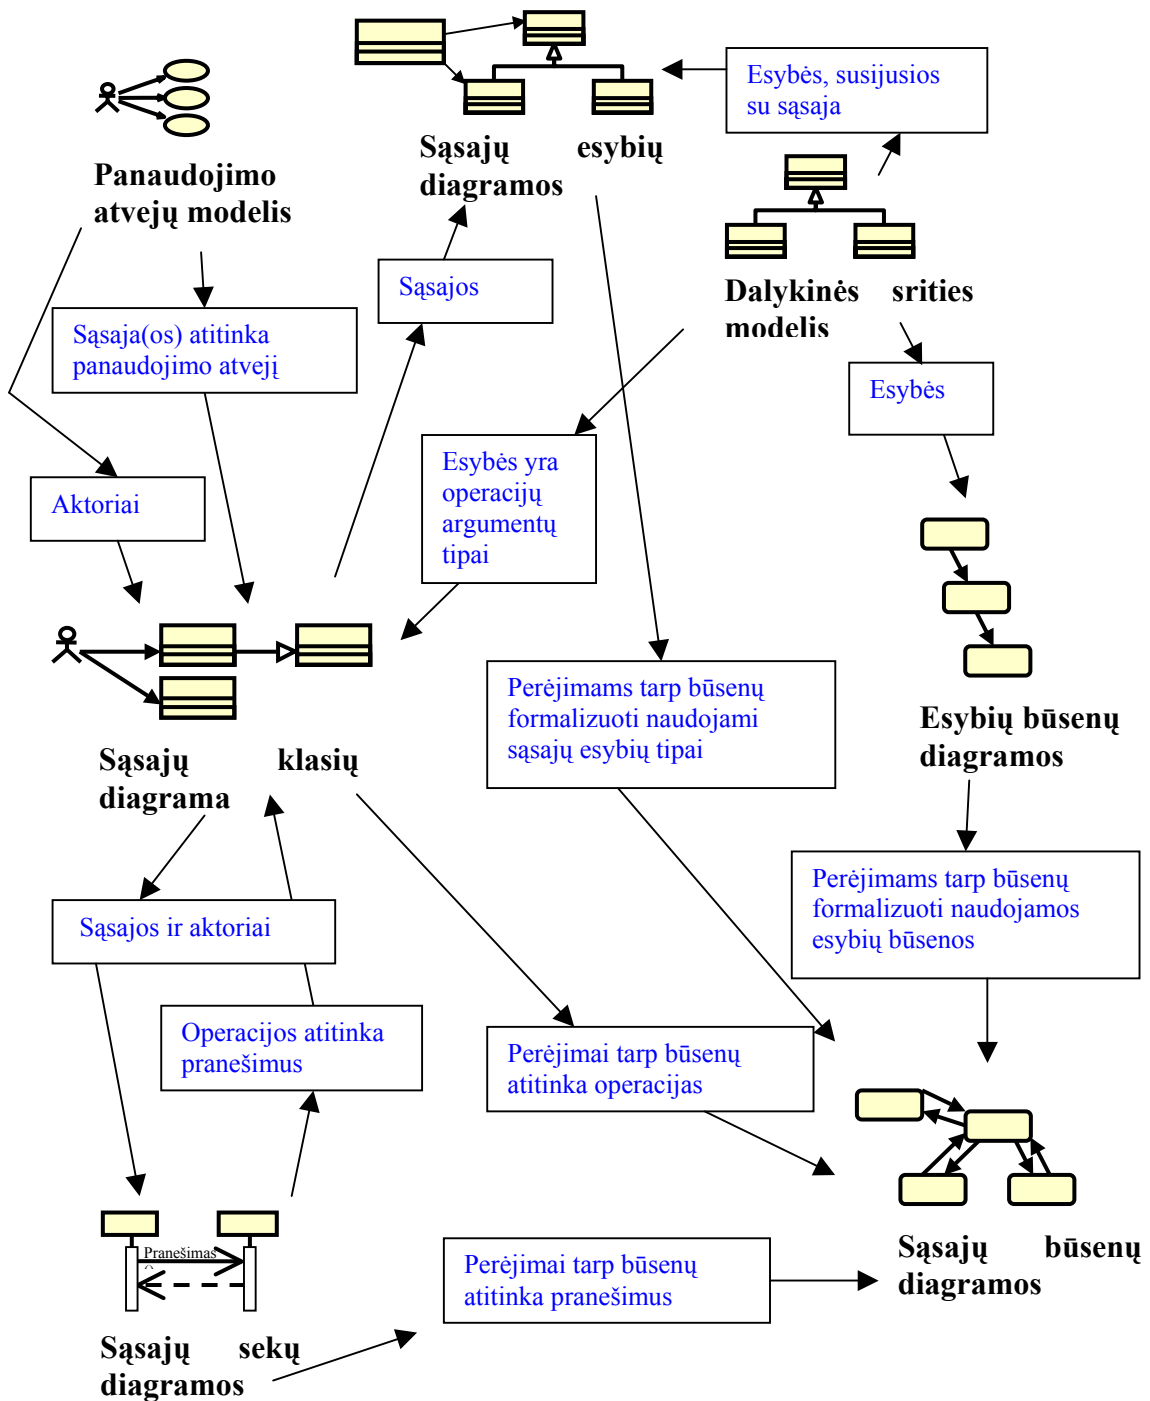 Esybės, susijusios
su sąsaja
Sąsajų esybių
diagramos
Panaudojimo
atvejų modelis
Sąsajos
Dalykinės srities
modelis
Sąsaja(os) atitinka
panaudojimo atvejį
Esybės
Esybės yra
operacijų
argumentų
tipai
Aktoriai
Perėjimams tarp būsenų
formalizuoti naudojami
sąsajų esybių tipai
Esybių būsenų
diagramos
Sąsajų klasių
diagrama
Perėjimams tarp būsenų
formalizuoti naudojamos
esybių būsenos
Sąsajos ir aktoriai
Operacijos atitinka
pranešimus
Perėjimai tarp būsenų
atitinka operacijas
Pranešimas
Sąsajų būsenų
diagramos
Perėjimai tarp būsenų
atitinka pranešimus
Sąsajų sekų
diagramos